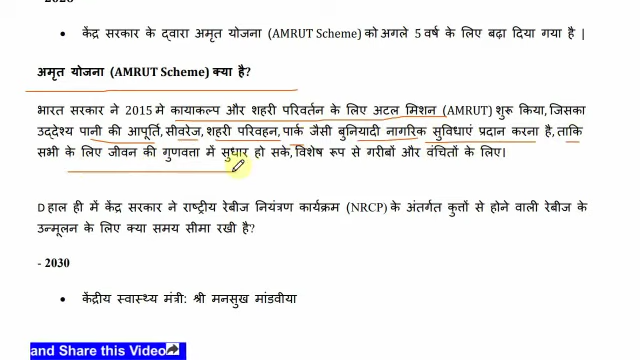 • केंद्र सरकार के द्वारा अमृत योजना (AMRUT Scheme) को अगले 5 वर्ष के लिए बढ़ा दिया गया है |
अमृत योजना (AMRUT Scheme) क्या है?
भारत सरकार ने 2015 मे कायाकल्प और शहरी परिवर्तन के लिए अटल मिशन (AMRUT) शुरू किया, जिसका
उद्देश्य पानी की आपूर्ति, सीवरेज, शहरी परिवहन, पार्क जैसी बुनियादी नागरिक सुविधाएं प्रदान करना है, ताकि
सभी के लिए जीवन की गुणवत्ता में सुधार हो सके, विशेष रूप से गरीबों और वंचितों के लिए।
D हाल ही में केंद्र सरकार ने राष्ट्रीय रेबीज नियंत्रण कार्यक्रम (NRCP) के अंतर्गत कुत्तों से होने वाली रेबीज के
उन्मूलन के लिए क्या समय सीमा रखी है?
- 2030
• केंद्रीय स्वास्थ्य मंत्री: श्री मनसुख मांडवीया
and Share this Video